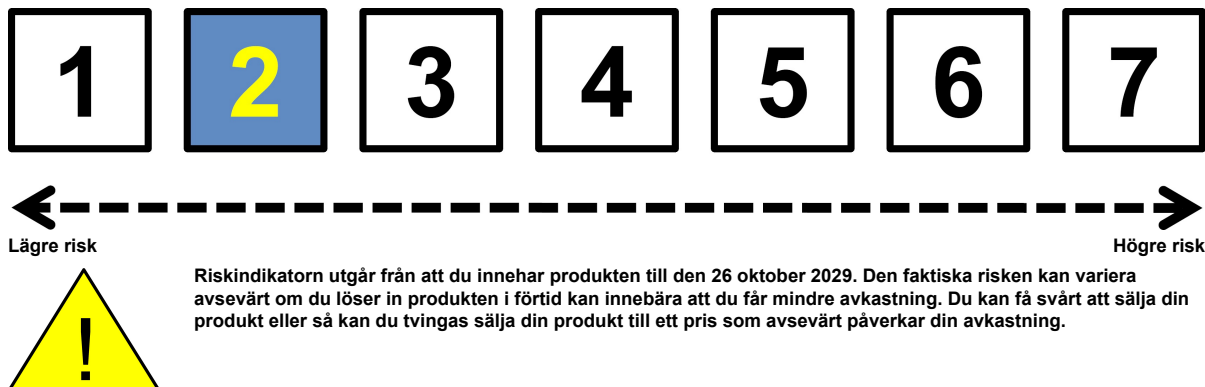 1 2 3 4 5 6 7
Lägre risk Högre risk
Riskindikatorn utgår från att du innehar produkten till den 26 oktober 2029. Den faktiska risken kan variera
avsevärt om du löser in produkten i förtid kan innebära att du får mindre avkastning. Du kan få svårt att sälja din
produkt eller så kan du tvingas sälja din produkt till ett pris som avsevärt påverkar din avkastning.
!